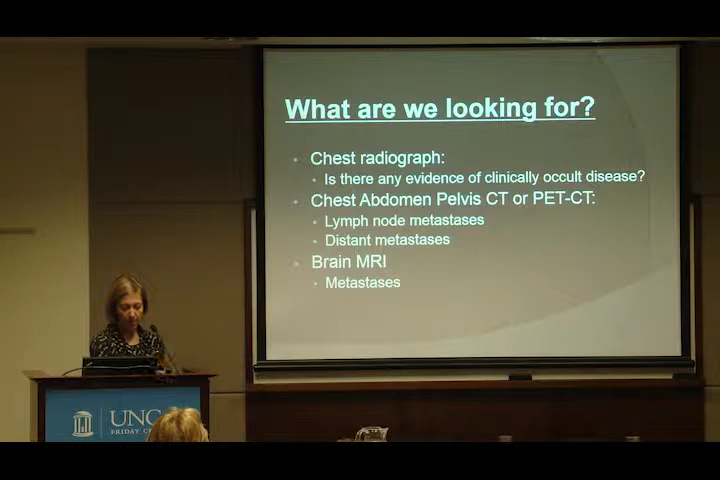 What are we looking for?
• Chest radiograph:
• Is there any evidence of clinically occult disease?
• Chest Abdomen Pelvis CT or PET-CT:
• Lymph node metastases
• Distant metastases
• Brain MRI
• Metastases
UNC
FRIDAY